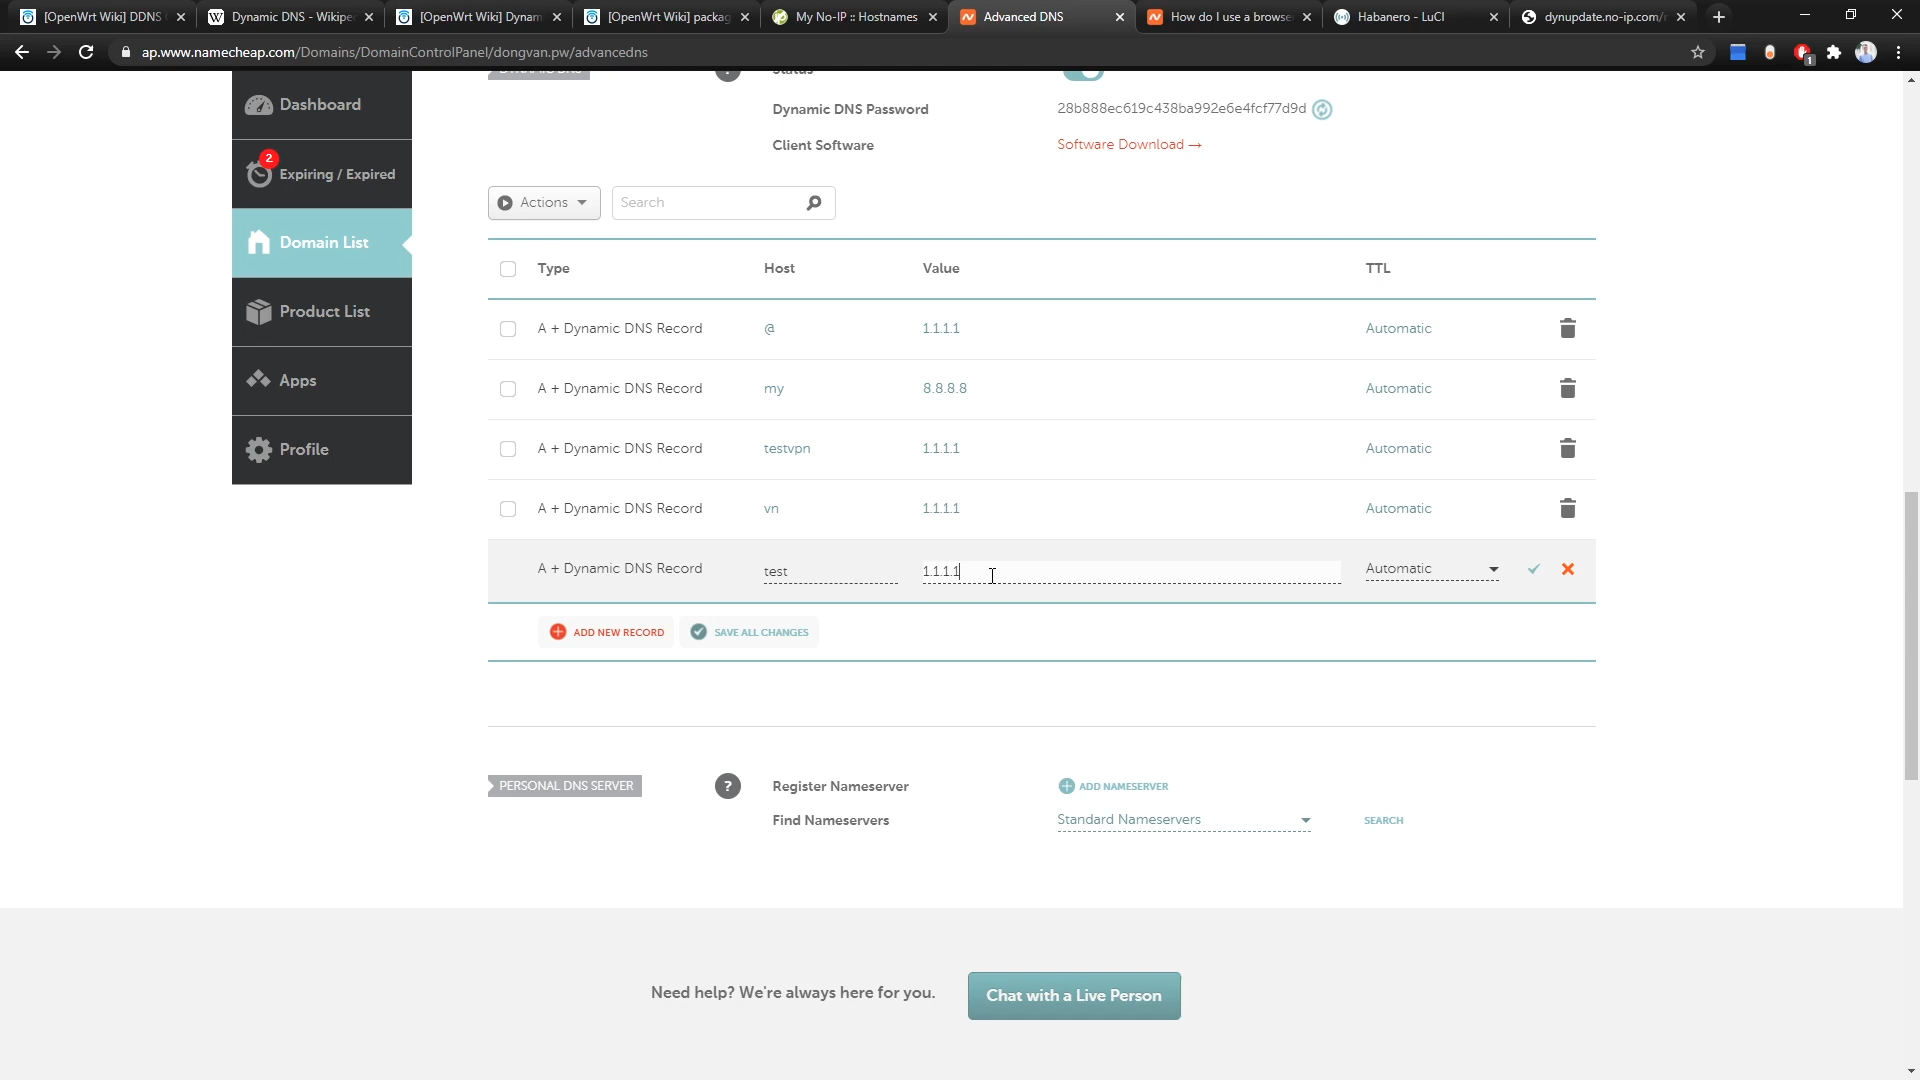 [OpenWrt Wiki] DDNS
Dynamic DNS - Wikipe
[OpenWrt Wiki] Dynam
[OpenWrt Wiki] packag
My No-IP :: Hostnames
Advanced DNS
How do I use a browse
Habanero - LuCI
dynupdate.no-ip.com/
ap.www.namecheap.com/Domains/DomainControlPanel/dongvan.pw/advancedns
1
Dashboard
2
Expiring / Expired
Domain List
Product List
Apps
Profile
DYNAMIC DNS
?
Status
Dynamic DNS Password
28b888ec619c438ba992e6e4fcf77d9d
Client Software
Software Download →
Actions
Search
Type Host Value TTL
A + Dynamic DNS Record @ 1.1.1.1 Automatic
A + Dynamic DNS Record my 8.8.8.8 Automatic
A + Dynamic DNS Record testvpn 1.1.1.1 Automatic
A + Dynamic DNS Record vn 1.1.1.1 Automatic
A + Dynamic DNS Record test 1.1.1.1 Automatic
ADD NEW RECORD SAVE ALL CHANGES
PERSONAL DNS SERVER
?
Register Nameserver
ADD NAMESERVER
Find Nameservers
Standard Nameservers
SEARCH
Need help? We're always here for you.
Chat with a Live Person